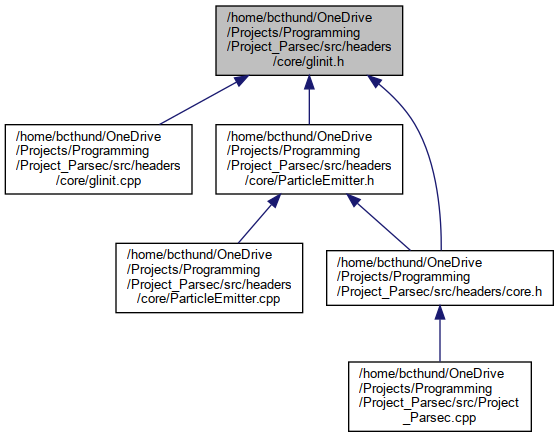 /home/bcthund/OneDrive
/Projects/Programming
/Project_Parsec/src/headers
/core/glinit.h
/home/bcthund/OneDrive
/Projects/Programming
/Project_Parsec/src/headers
/core/glinit.cpp
/home/bcthund/OneDrive
/Projects/Programming
/Project_Parsec/src/headers
/core/ParticleEmitter.h
/home/bcthund/OneDrive
/Projects/Programming
/Project_Parsec/src/headers
/core/ParticleEmitter.cpp
/home/bcthund/OneDrive
/Projects/Programming
/Project_Parsec/src/headers/core.h
/home/bcthund/OneDrive
/Projects/Programming
/Project_Parsec/src/Project
_Parsec.cpp